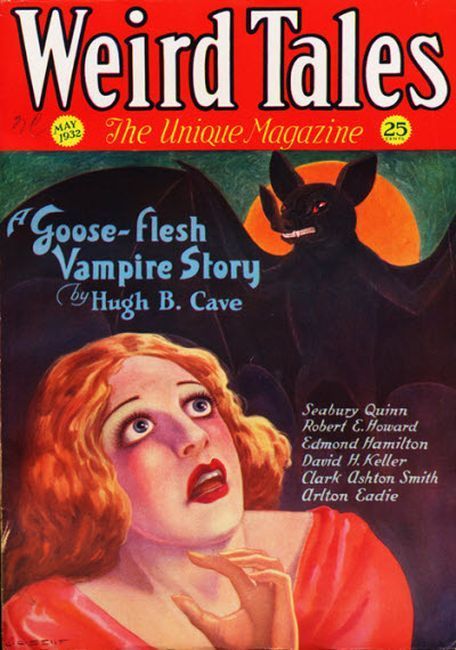 Weird Tales
MAY
1932
The Unique Magazine
25
CENTS
A
Goose-flesh
Vampire Story
by Hugh B. Cave
Seabury Quinn
Robert E. Howard
Edmond Hamilton
David H. Keller
Clark Ashton Smith
Arlton Eadie